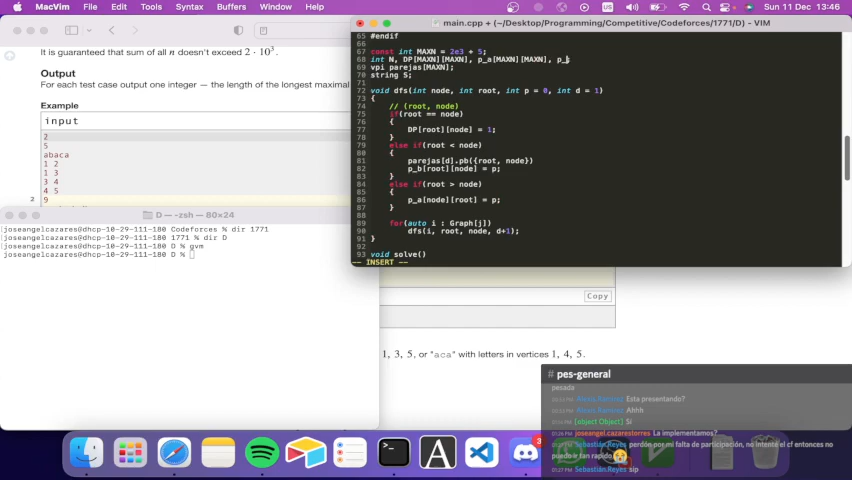 MacVim File Edit Tools Syntax Buffers Window Help
Sun 11 Dec 13:46
It is guaranteed that sum of all n doesn't exceed 2 · 10³.
Output
For each test case output one integer — the length of the longest maximal
Example
input
2
5
abaca
1 2
1 3
3 4
4 5
9
2
main.cpp + (~/Desktop/Programming/Competitive/Codeforces/1771/D) - VIM
65 #endif
66
67 const int MAXN = 2e3 + 5;
68 int N, DP[MAXN][MAXN], p_a[MAXN][MAXN], p_;
69 vpi parejas[MAXN];
70 string S;
71
72 void dfs(int node, int root, int p = 0, int d = 1)
73 {
74 // (root, node)
75 if(root == node)
76 {
77 DP[root][node] = 1;
78 }
79 else if(root < node)
80 {
81 parejas[d].pb({root, node})
82 p_b[root][node] = p;
83 }
84 else if(root > node)
85 {
86 p_a[node][root] = p;
87 }
88
89 for(auto i : Graph[j])
90 dfs(i, root, node, d+1);
91 }
92
93 void solve()
-- INSERT --
D — -zsh — 80×24
joseangelcazares@dhcp-10-29-111-180 Codeforces % dir 1771
joseangelcazares@dhcp-10-29-111-180 1771 % dir D
joseangelcazares@dhcp-10-29-111-180 D % gvm
joseangelcazares@dhcp-10-29-111-180 D %
Copy
1, 3, 5, or "aca" with letters in vertices 1, 4, 5.
# pes-general
pesada
Esta presentando?
Ahhh
[object Object] Si
joseangel.cazarestorres La implementamos?
Sebastián.Reyes perdón por mi falta de participación, no intenté el cf entonces no
puedo ir tan rapido
Sebastián.Reyes sip
3